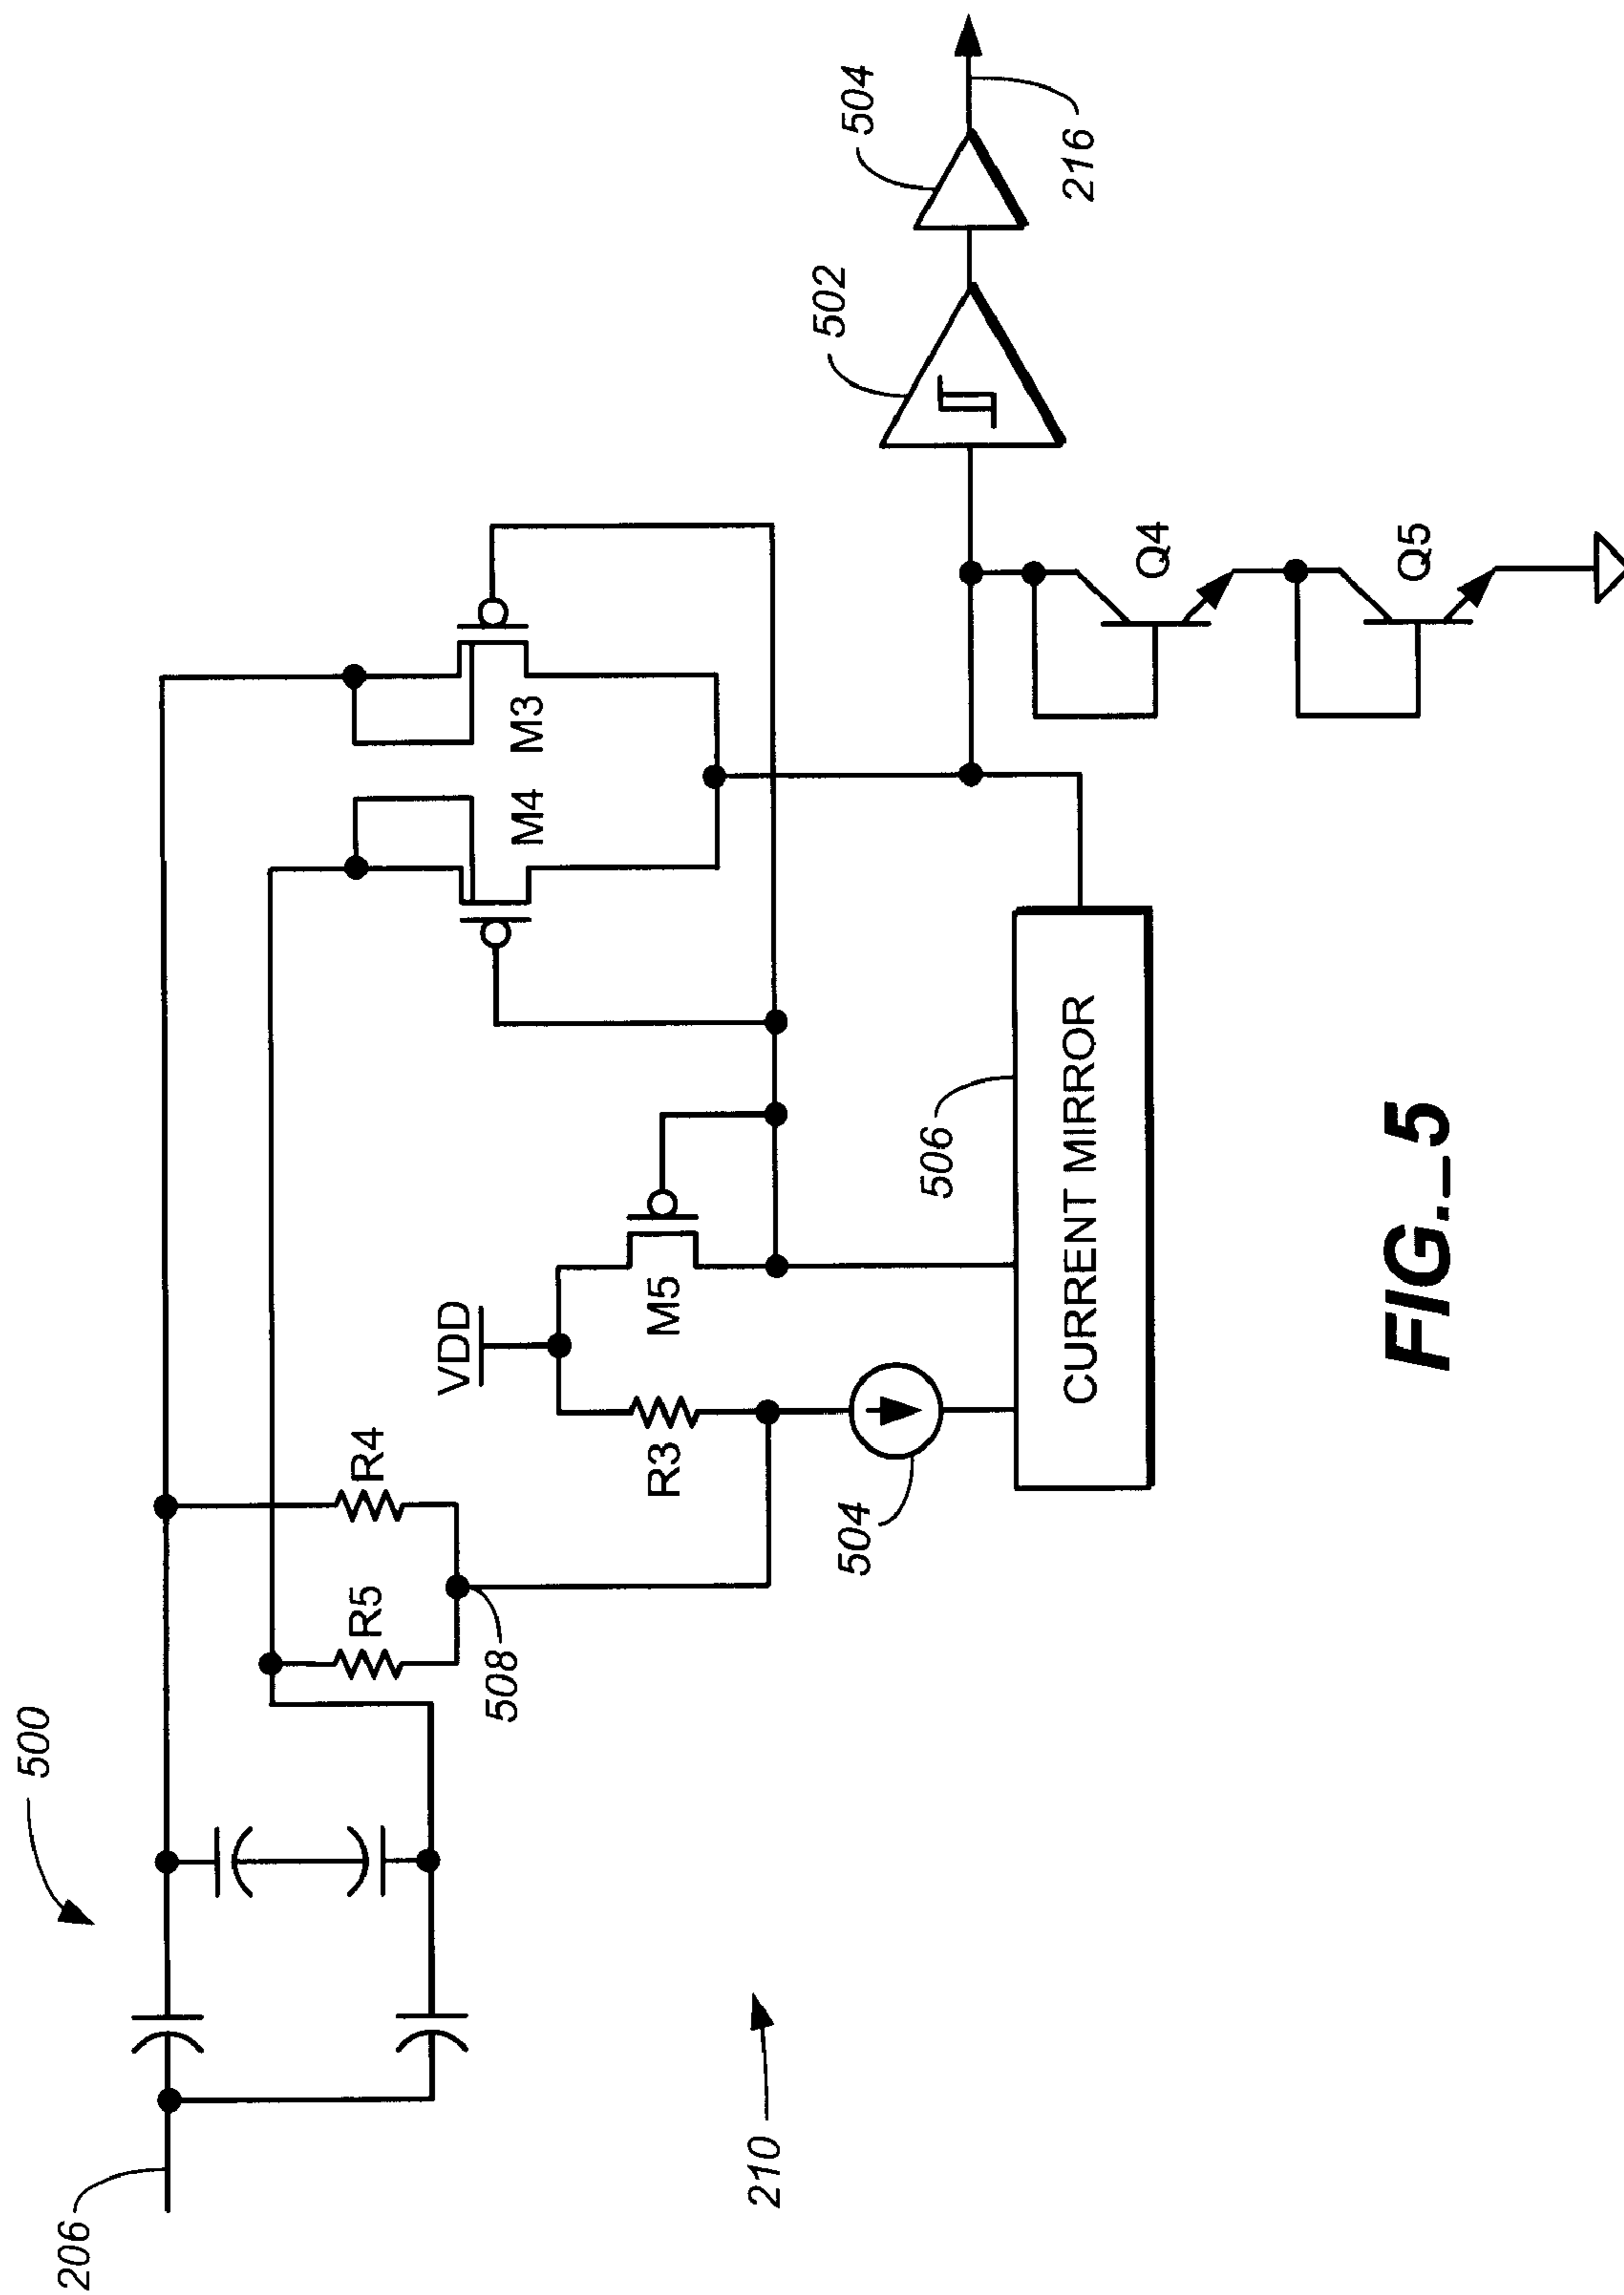 500
206
R5
R4
508
VDD
R3
M5
M4
M3
504
210
506
CURRENT MIRROR
502
504
216
Q4
Q5
FIG._5